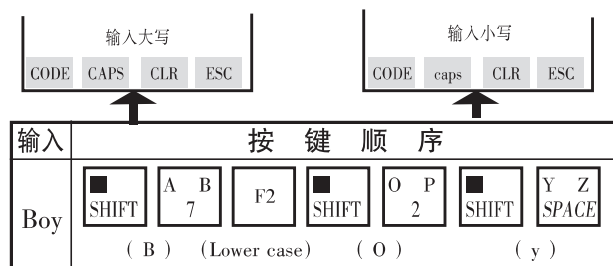 输入大写
CODE CAPS CLR ESC
输入小写
CODE caps CLR ESC
输入 按键顺序
Boy
SHIFT
A B
7
F2
SHIFT
O P
2
SHIFT
Y Z
SPACE
( B ) (Lower case) ( O ) ( y )